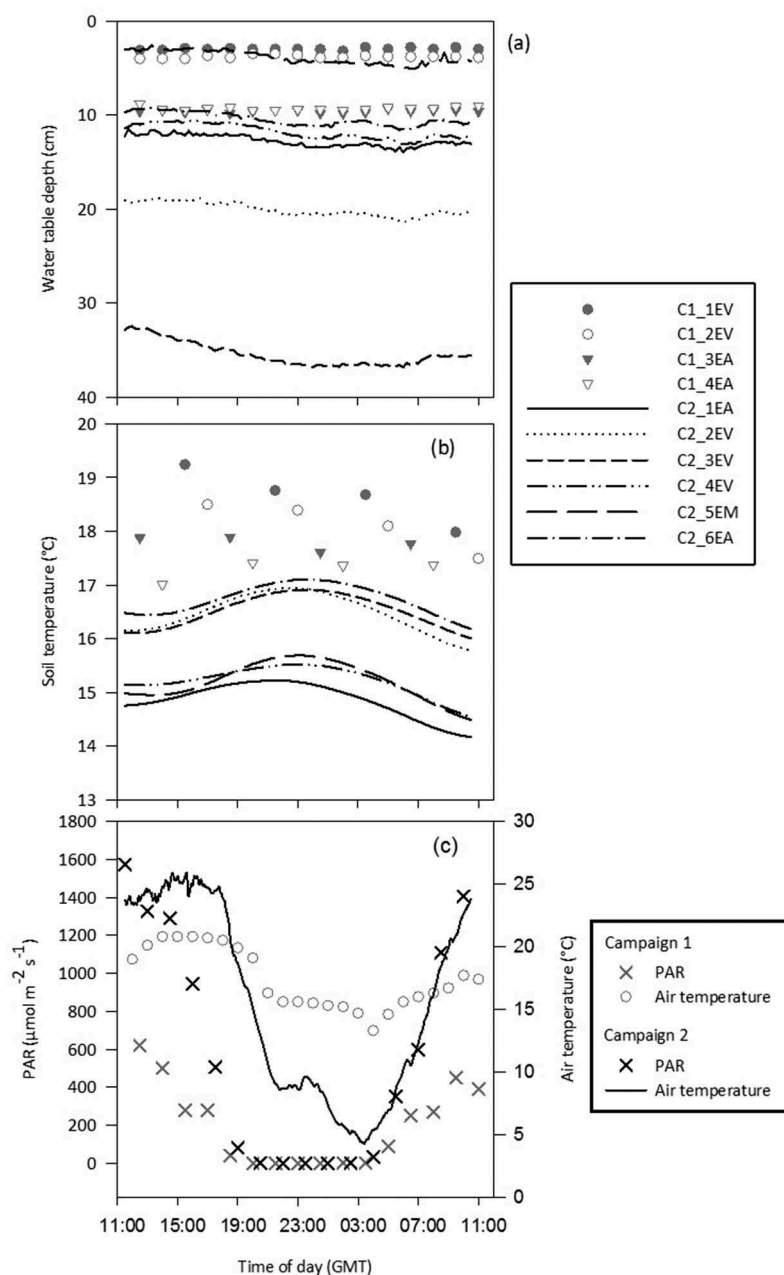 (a)
0
10
20
30
40
Water table depth (cm)
C1_1EV
C1_2EV
C1_3EA
C1_4EA
C2_1EA
C2_2EV
C2_3EV
C2_4EV
C2_5EM
C2_6EA
(b)
20
19
18
17
16
15
14
13
Soil temperature (°C)
(c)
1800
1600
1400
1200
1000
800
600
400
200
0
PAR (µmol m⁻² s⁻¹)
30
25
20
15
10
5
0
Air temperature (°C)
Campaign 1
PAR
Air temperature
Campaign 2
PAR
Air temperature
11:00 15:00 19:00 23:00 03:00 07:00 11:00
Time of day (GMT)